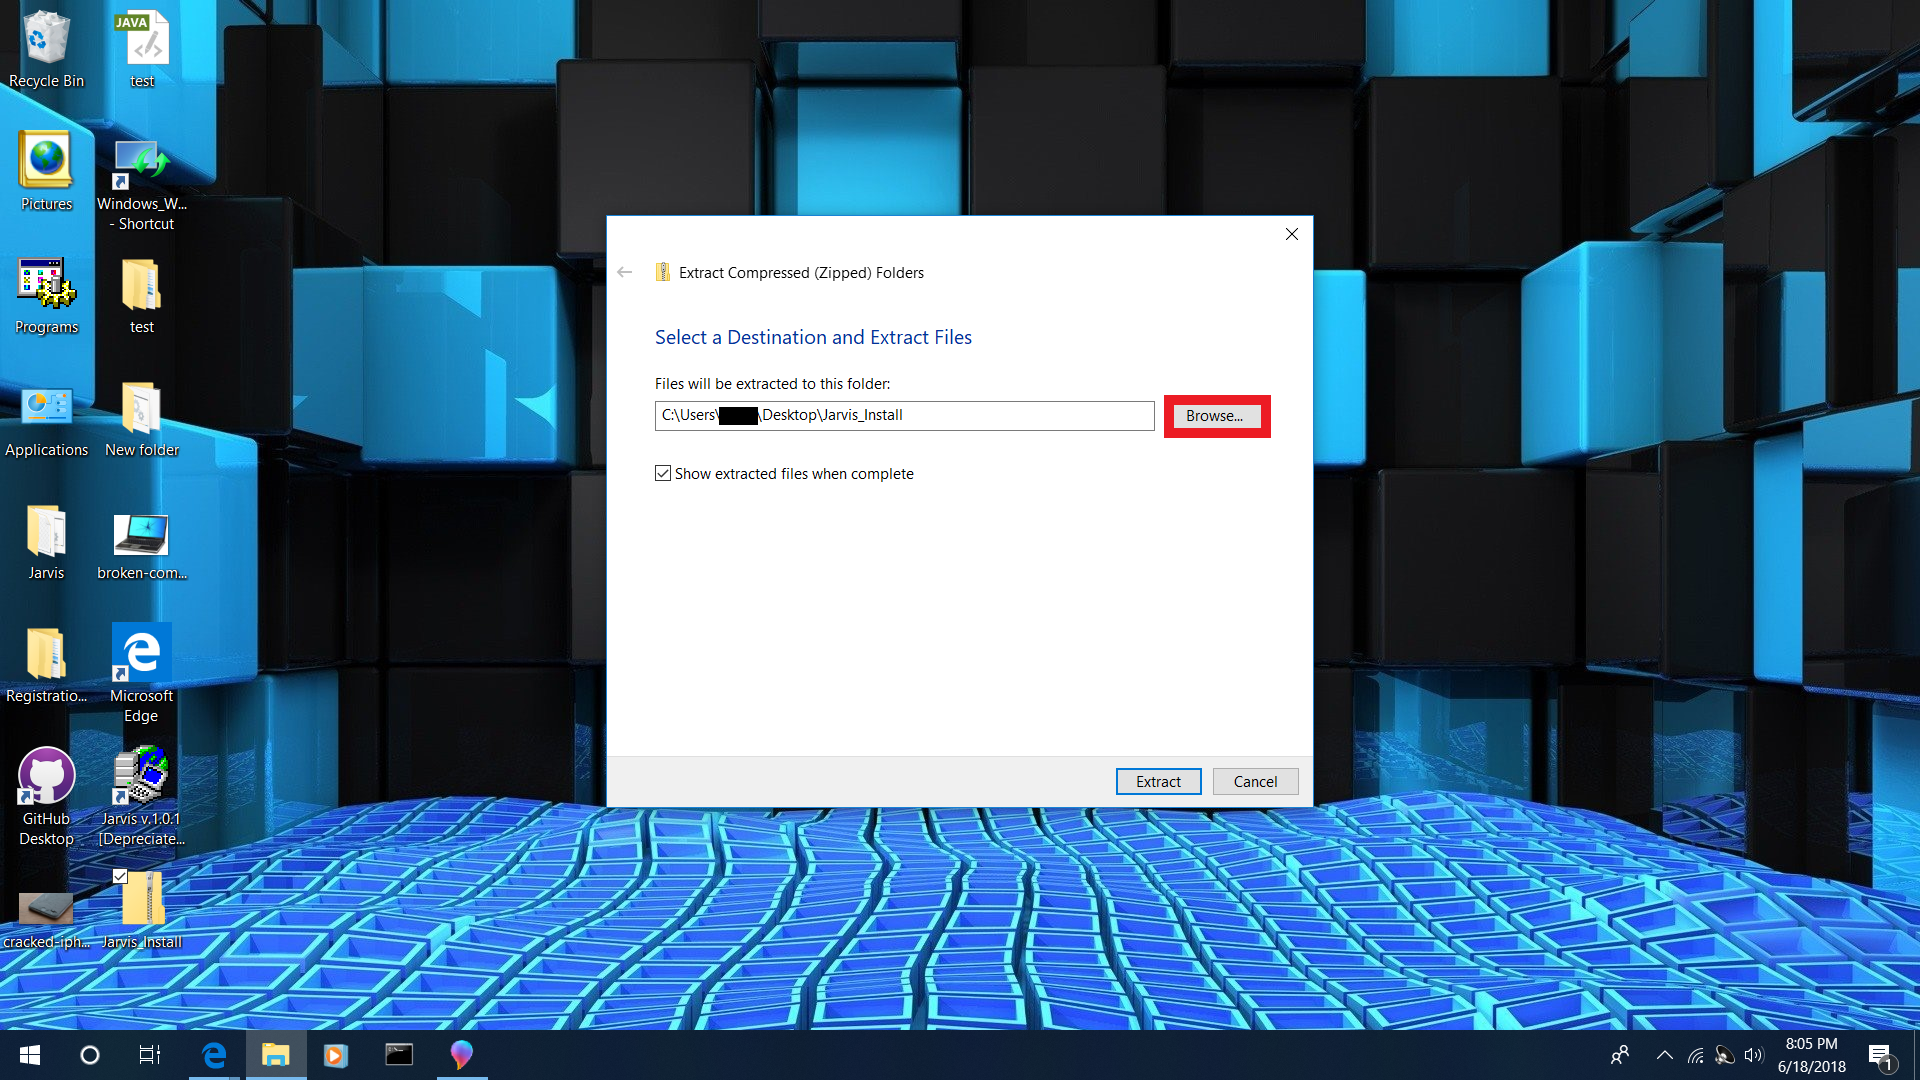 Recycle Bin
JAVA
test
Pictures
Windows_W...
- Shortcut
Programs
test
Applications
New folder
Jarvis
broken-com...
Registratio...
Microsoft
Edge
GitHub
Desktop
Jarvis v.1.0.1
[Depreciate...
cracked-iph...
Jarvis_Install
Extract Compressed (Zipped) Folders
Select a Destination and Extract Files
Files will be extracted to this folder:
C:\Users\ \Desktop\Jarvis_Install
Browse...
Show extracted files when complete
Extract
Cancel
8:05 PM
6/18/2018
1